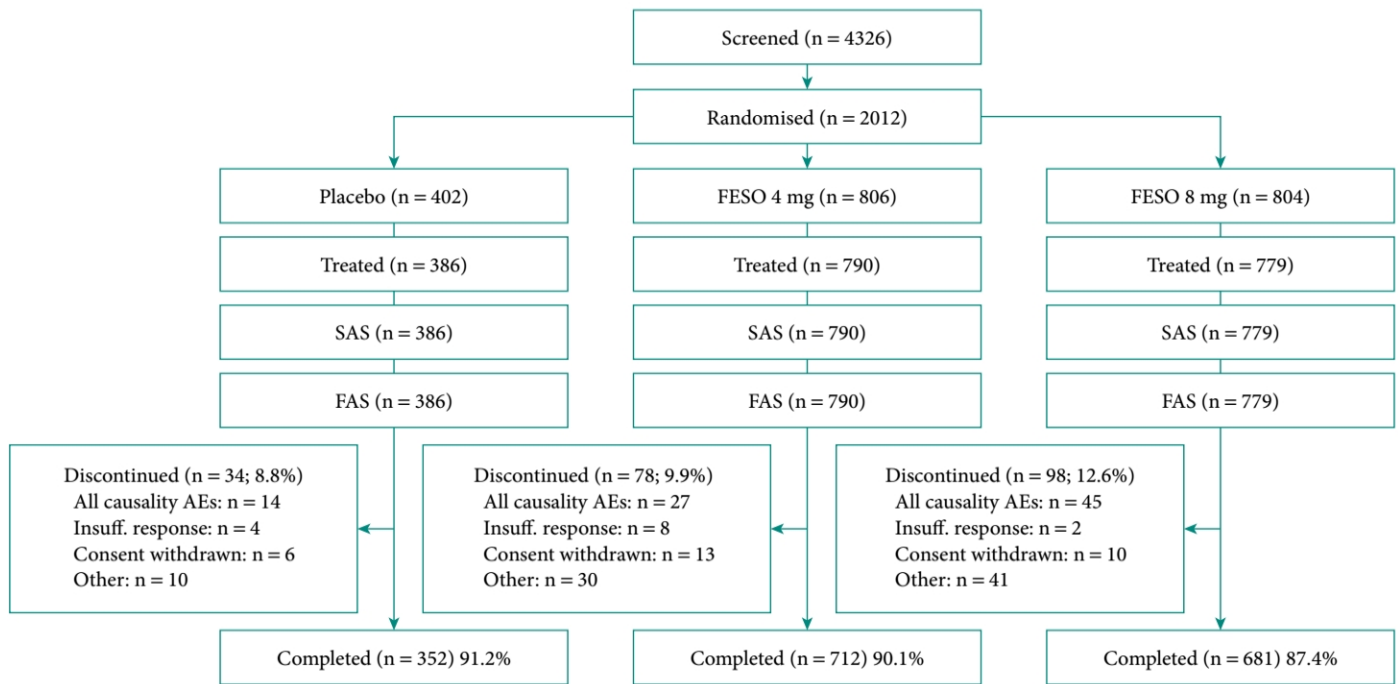 Screened (n = 4326)
Randomised (n = 2012)
Placebo (n = 402)
FESO 4 mg (n = 806)
FESO 8 mg (n = 804)
Treated (n = 386)
Treated (n = 790)
Treated (n = 779)
SAS (n = 386)
SAS (n = 790)
SAS (n = 779)
FAS (n = 386)
FAS (n = 790)
FAS (n = 779)
Discontinued (n = 34; 8.8%)
All causality AEs: n = 14
Insuff. response: n = 4
Consent withdrawn: n = 6
Other: n = 10
Discontinued (n = 78; 9.9%)
All causality AEs: n = 27
Insuff. response: n = 8
Consent withdrawn: n = 13
Other: n = 30
Discontinued (n = 98; 12.6%)
All causality AEs: n = 45
Insuff. response: n = 2
Consent withdrawn: n = 10
Other: n = 41
Completed (n = 352) 91.2%
Completed (n = 712) 90.1%
Completed (n = 681) 87.4%